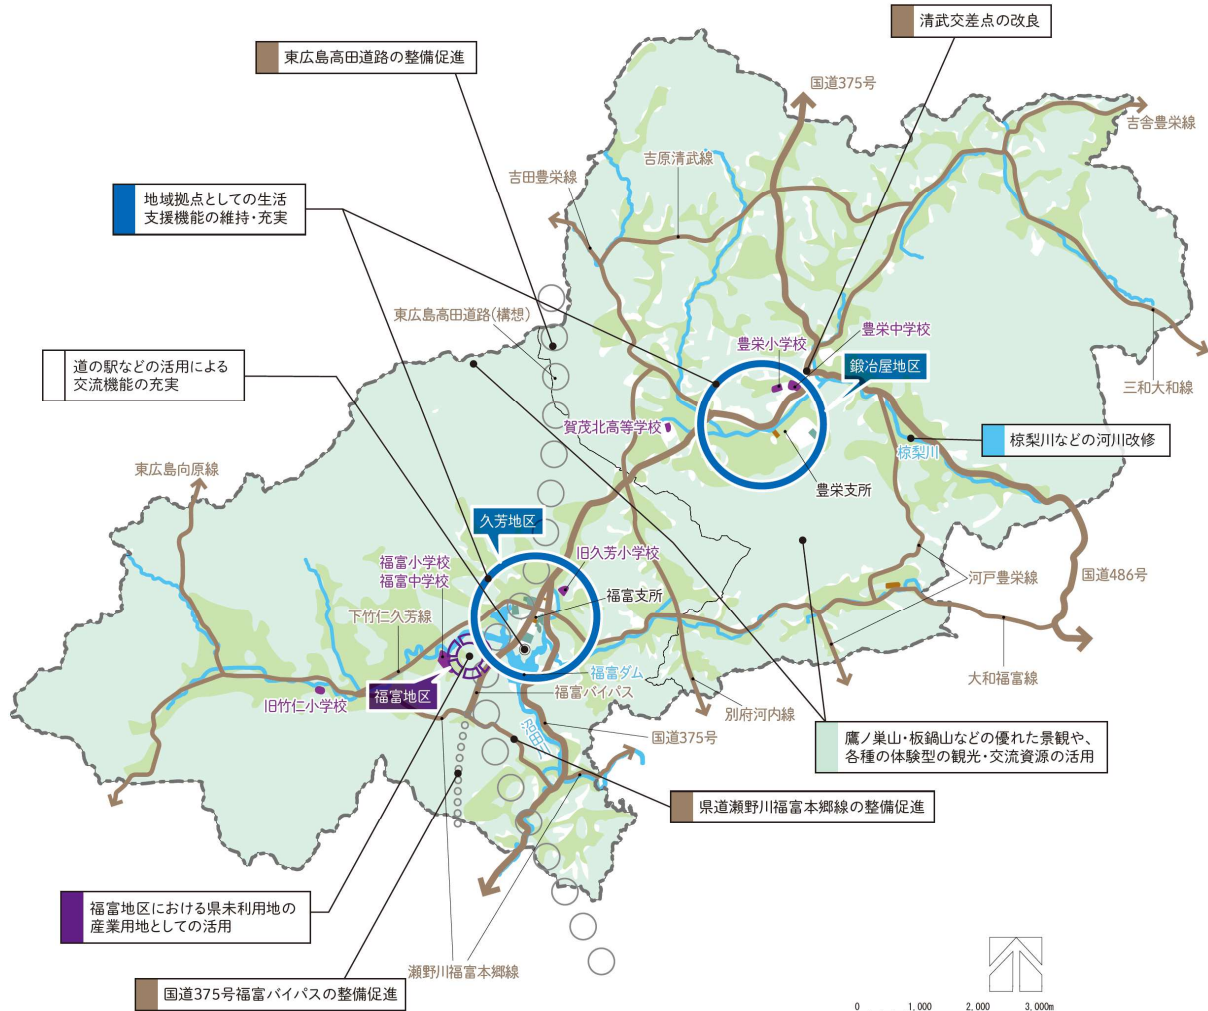 清武交差点の改良
東広島高田道路の整備促進
国道375号
吉舎豊栄線
吉原清武線
吉田豊栄線
地域拠点としての生活
支援機能の維持・充実
東広島高田道路(構想)
豊栄中学校
豊栄小学校
鍛冶屋地区
道の駅などの活用による
交流機能の充実
三和大和線
賀茂北高等学校
椋梨川などの河川改修
椋梨川
東広島向原線
豊栄支所
久芳地区
旧久芳小学校
福富小学校
福富中学校
河戸豊栄線
国道486号
福富支所
下竹仁久芳線
福富ダム
大和福富線
福富地区
福富バイパス
旧竹仁小学校
別府河内線
沼田川
国道375号
鷹ノ巣山・板鍋山などの優れた景観や、
各種の体験型の観光・交流資源の活用
県道瀬野川福富本郷線の整備促進
福富地区における県未利用地の
産業用地としての活用
瀬野川福富本郷線
国道375号福富バイパスの整備促進
0 1,000 2,000 3,000m